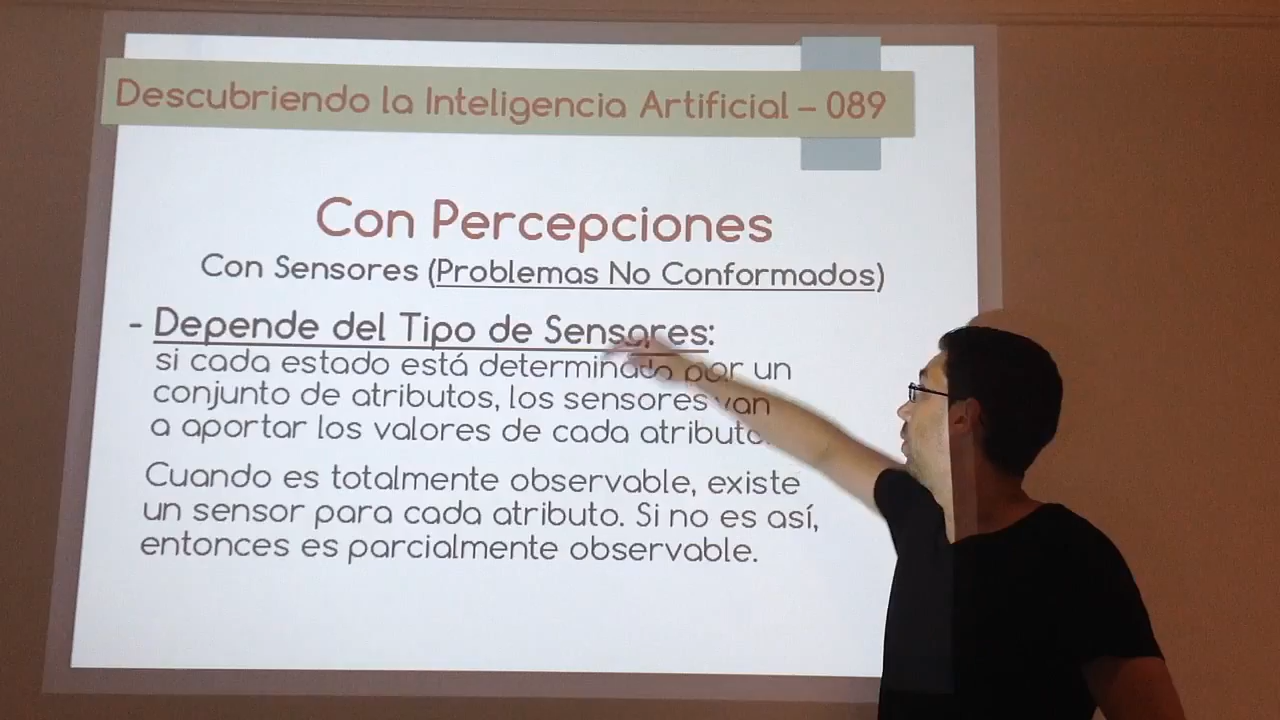 Descubriendo la Inteligencia Artificial – 089
Con Percepciones
Con Sensores (Problemas No Conformados)
- Depende del Tipo de Sensores:
si cada estado está determinado por un
conjunto de atributos, los sensores van
a aportar los valores de cada atributo.
Cuando es totalmente observable, existe
un sensor para cada atributo. Si no es así,
entonces es parcialmente observable.